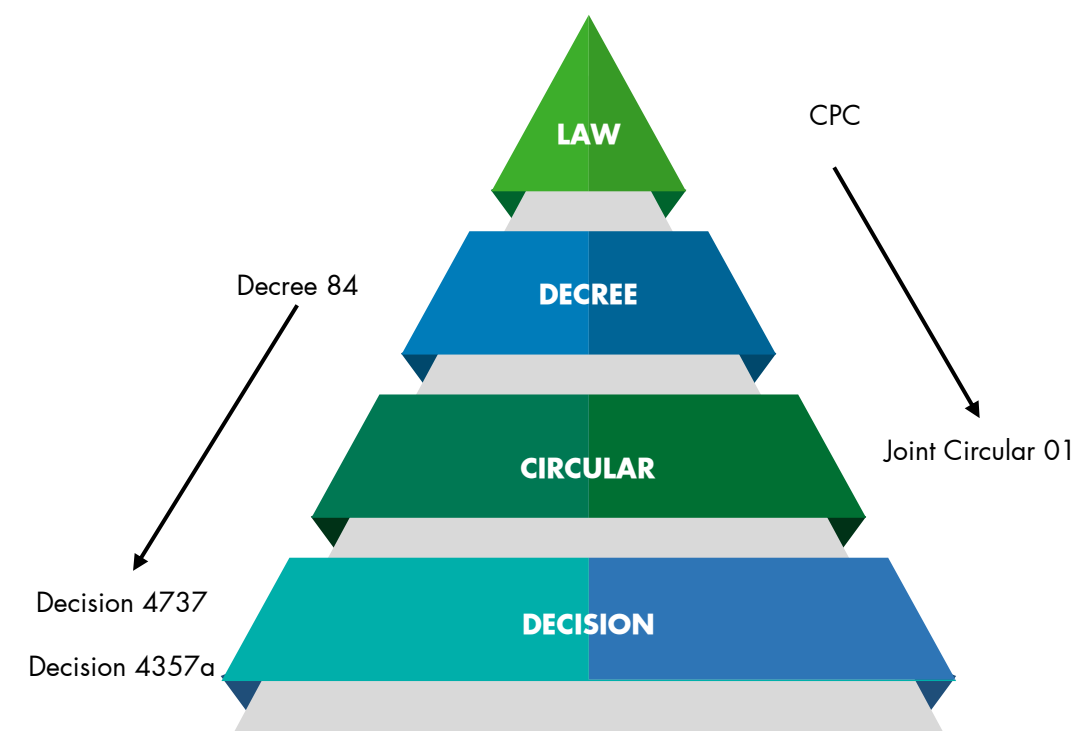 CPC
LAW
Decree 84
DECREE
Joint Circular 01
CIRCULAR
Decision 4737
DECISION
Decision 4357a